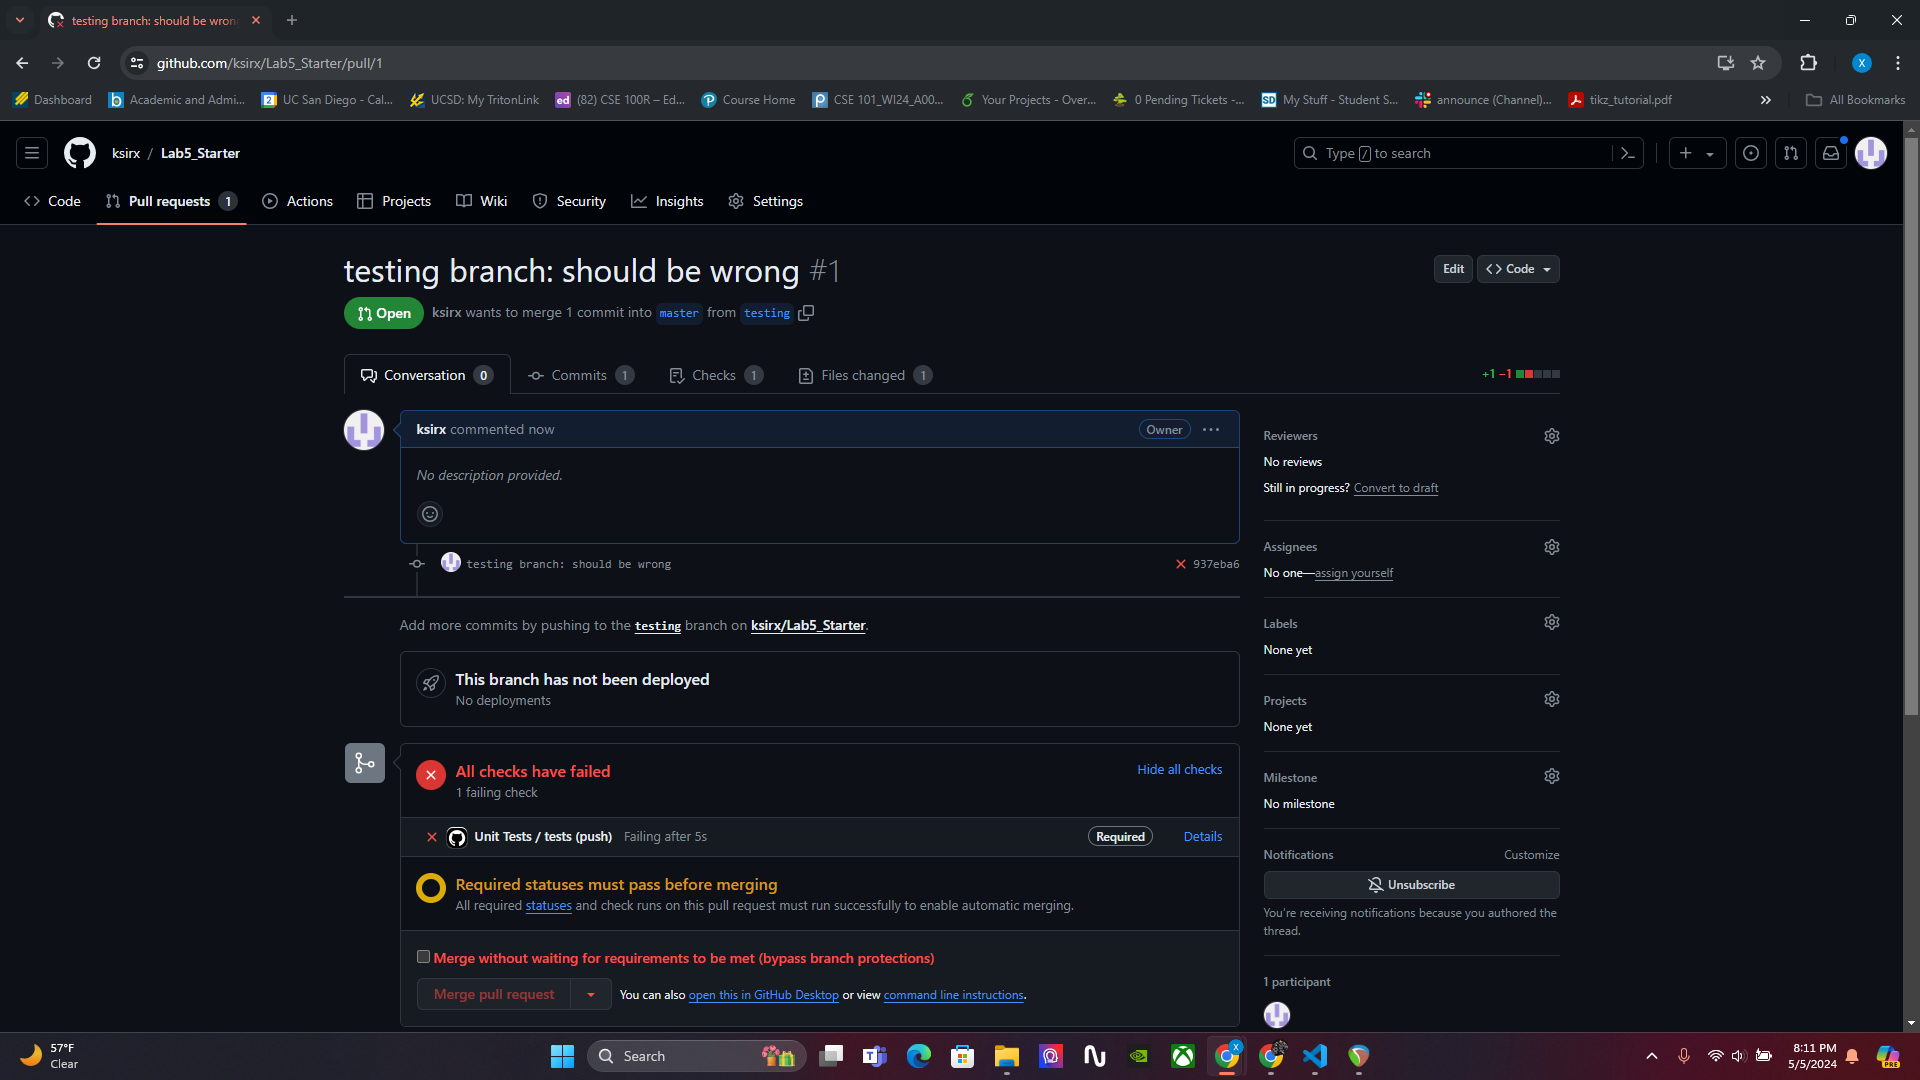 testing branch: should be wron
github.com/ksirx/Lab5_Starter/pull/1
X
Dashboard
Academic and Admi...
UC San Diego - Cal...
UCSD: My TritonLink
(82) CSE 100R – Ed...
Course Home
CSE 101_WI24_A00...
Your Projects - Over...
0 Pending Tickets -...
My Stuff - Student S...
announce (Channel)...
tikz_tutorial.pdf
All Bookmarks
ksirx / Lab5_Starter
Type / to search
Code
Pull requests 1
Actions
Projects
Wiki
Security
Insights
Settings
testing branch: should be wrong #1
Edit
Code
Open
ksirx wants to merge 1 commit into master from testing
Conversation 0
Commits 1
Checks 1
Files changed 1
+1 −1
ksirx commented now
Owner
No description provided.
testing branch: should be wrong
937eba6
Add more commits by pushing to the testing branch on ksirx/Lab5_Starter.
This branch has not been deployed
No deployments
All checks have failed
1 failing check
Hide all checks
Unit Tests / tests (push) Failing after 5s
Required
Details
Required statuses must pass before merging
All required statuses and check runs on this pull request must run successfully to enable automatic merging.
Merge without waiting for requirements to be met (bypass branch protections)
Merge pull request
You can also open this in GitHub Desktop or view command line instructions.
Reviewers
No reviews
Still in progress? Convert to draft
Assignees
No one—assign yourself
Labels
None yet
Projects
None yet
Milestone
No milestone
Notifications
Customize
Unsubscribe
You're receiving notifications because you authored the
thread.
1 participant
57°F
Clear
Search
8:11 PM
5/5/2024
PRE